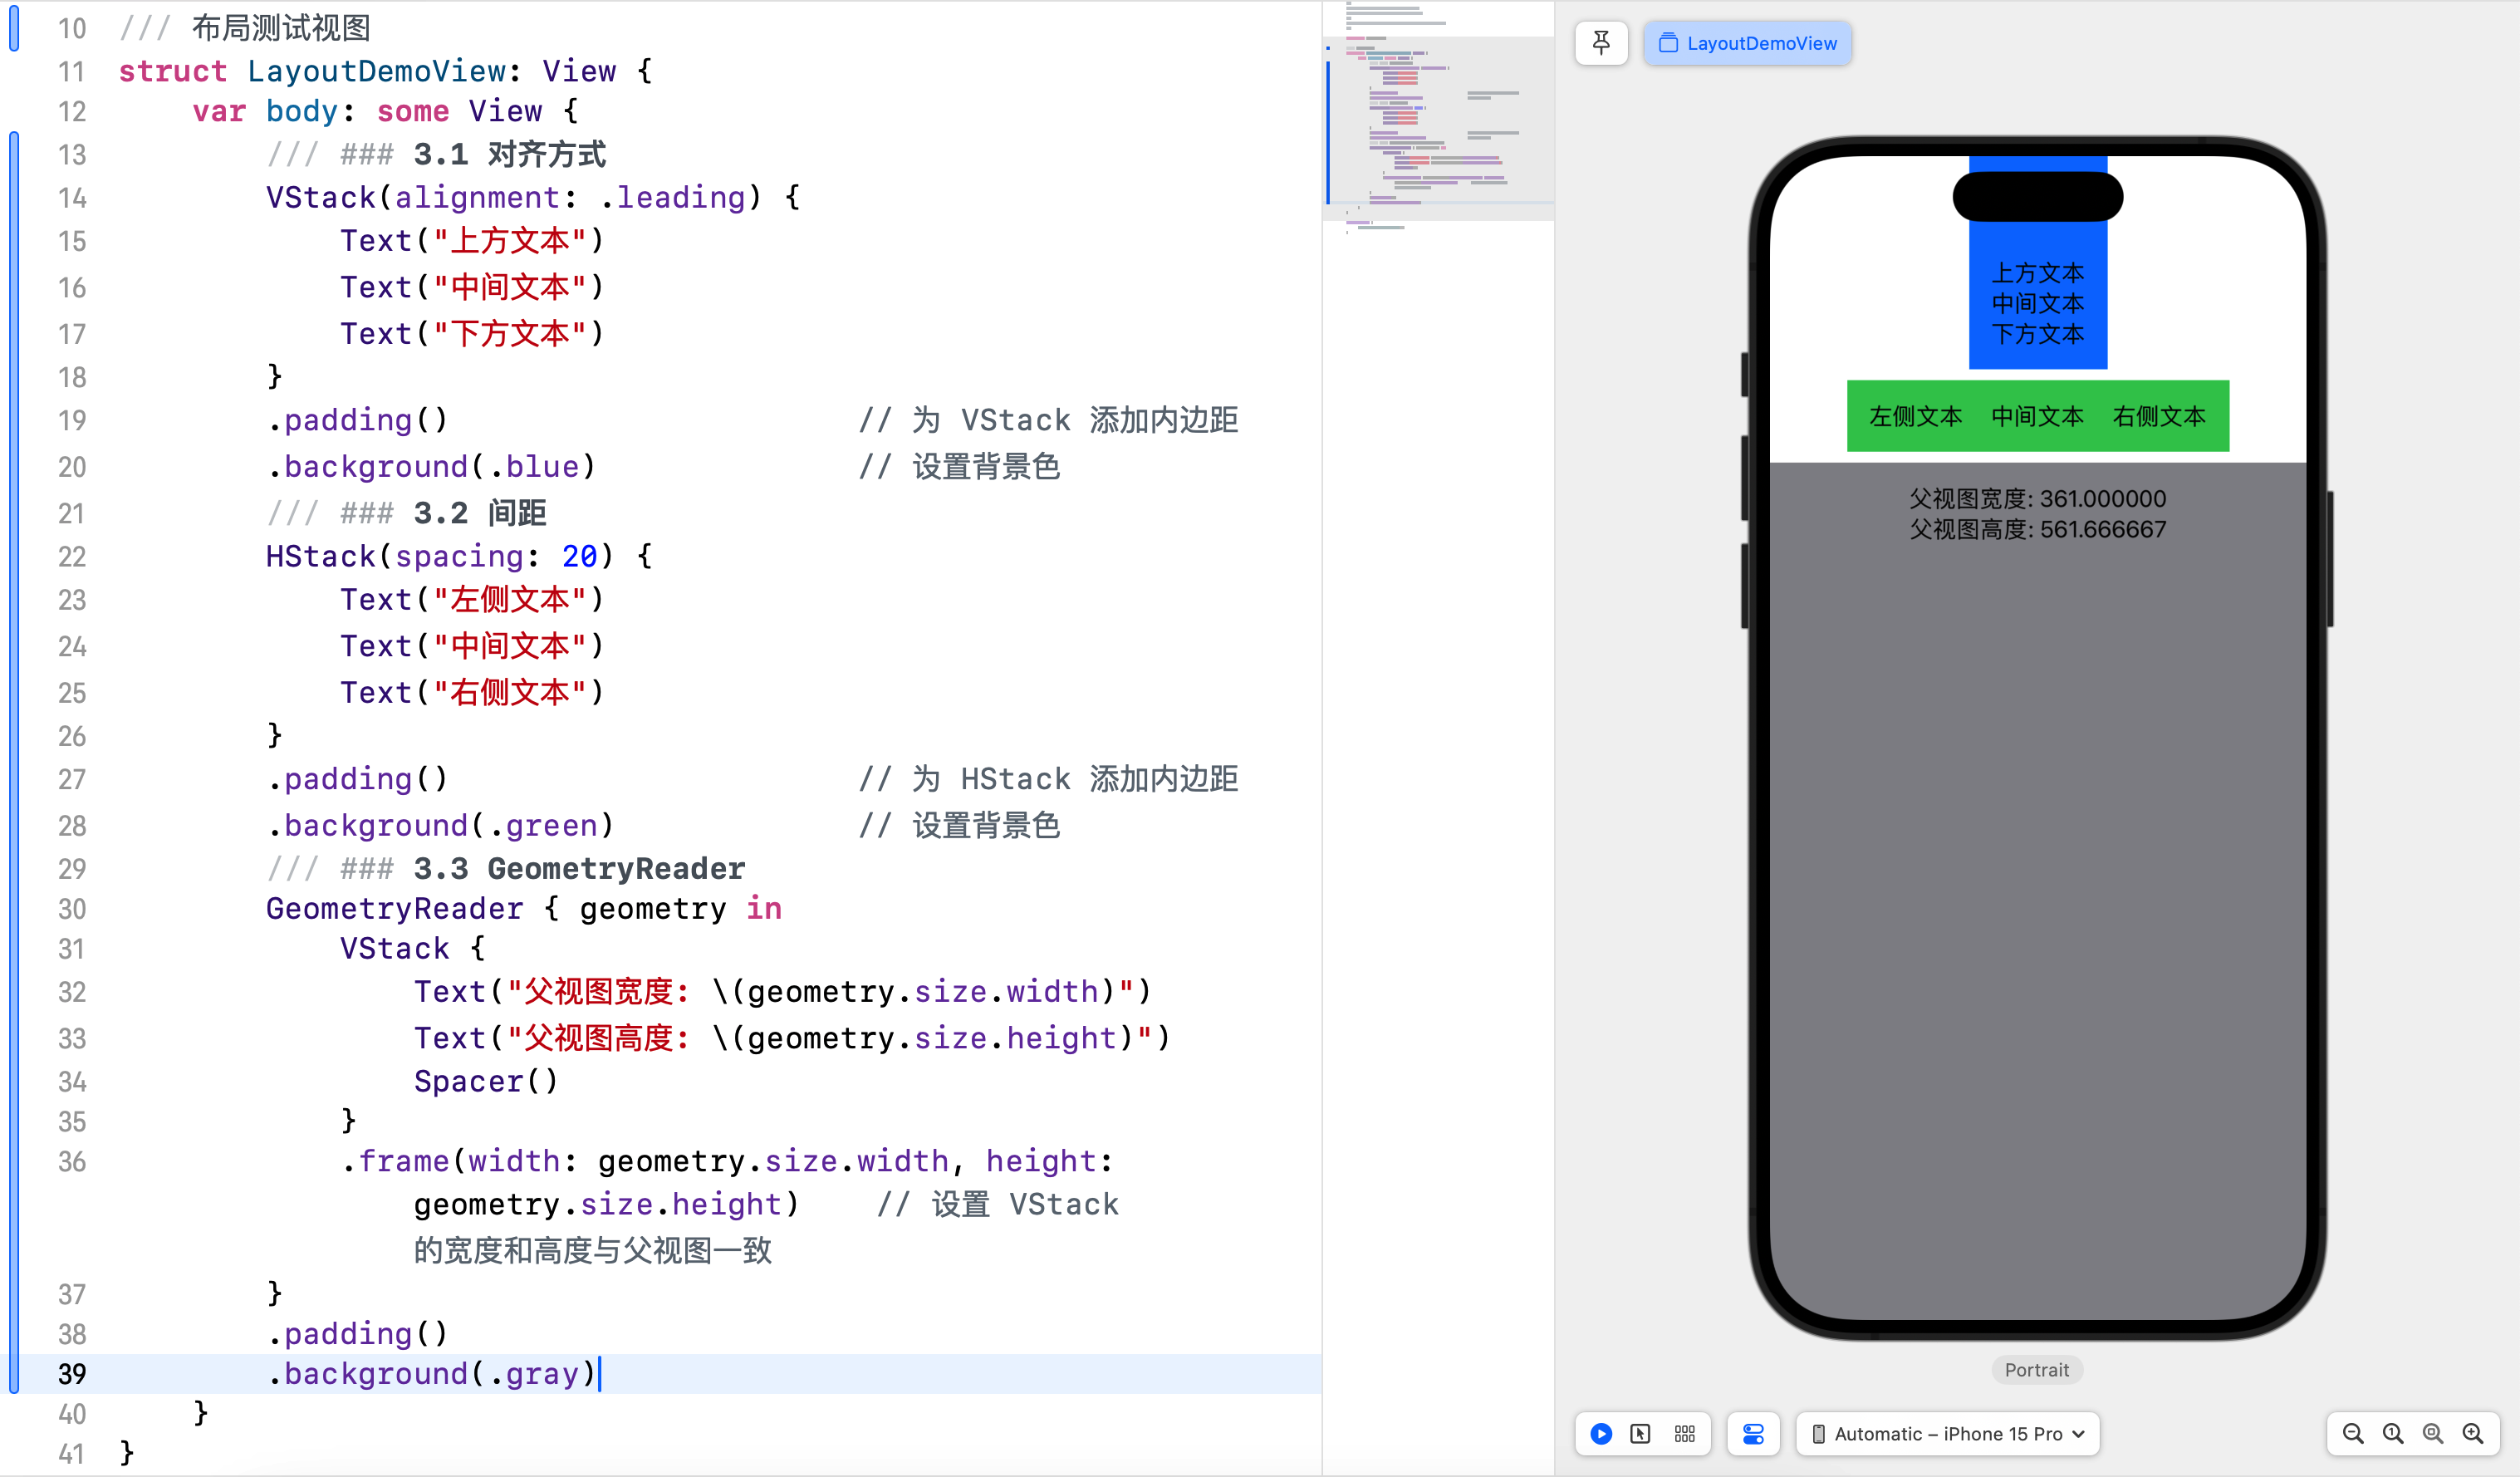 10 /// 布局测试视图
11 struct LayoutDemoView: View {
12 var body: some View {
13 /// ### 3.1 对齐方式
14 VStack(alignment: .leading) {
15 Text("上方文本")
16 Text("中间文本")
17 Text("下方文本")
18 }
19 .padding() // 为 VStack 添加内边距
20 .background(.blue) // 设置背景色
21 /// ### 3.2 间距
22 HStack(spacing: 20) {
23 Text("左侧文本")
24 Text("中间文本")
25 Text("右侧文本")
26 }
27 .padding() // 为 HStack 添加内边距
28 .background(.green) // 设置背景色
29 /// ### 3.3 GeometryReader
30 GeometryReader { geometry in
31 VStack {
32 Text("父视图宽度: \(geometry.size.width)")
33 Text("父视图高度: \(geometry.size.height)")
34 Spacer()
35 }
36 .frame(width: geometry.size.width, height:
geometry.size.height) // 设置 VStack
的宽度和高度与父视图一致
37 }
38 .padding()
39 .background(.gray)
40 }
41 }
LayoutDemoView
上方文本
中间文本
下方文本
左侧文本 中间文本 右侧文本
父视图宽度: 361.000000
父视图高度: 561.666667
Portrait
Automatic – iPhone 15 Pro